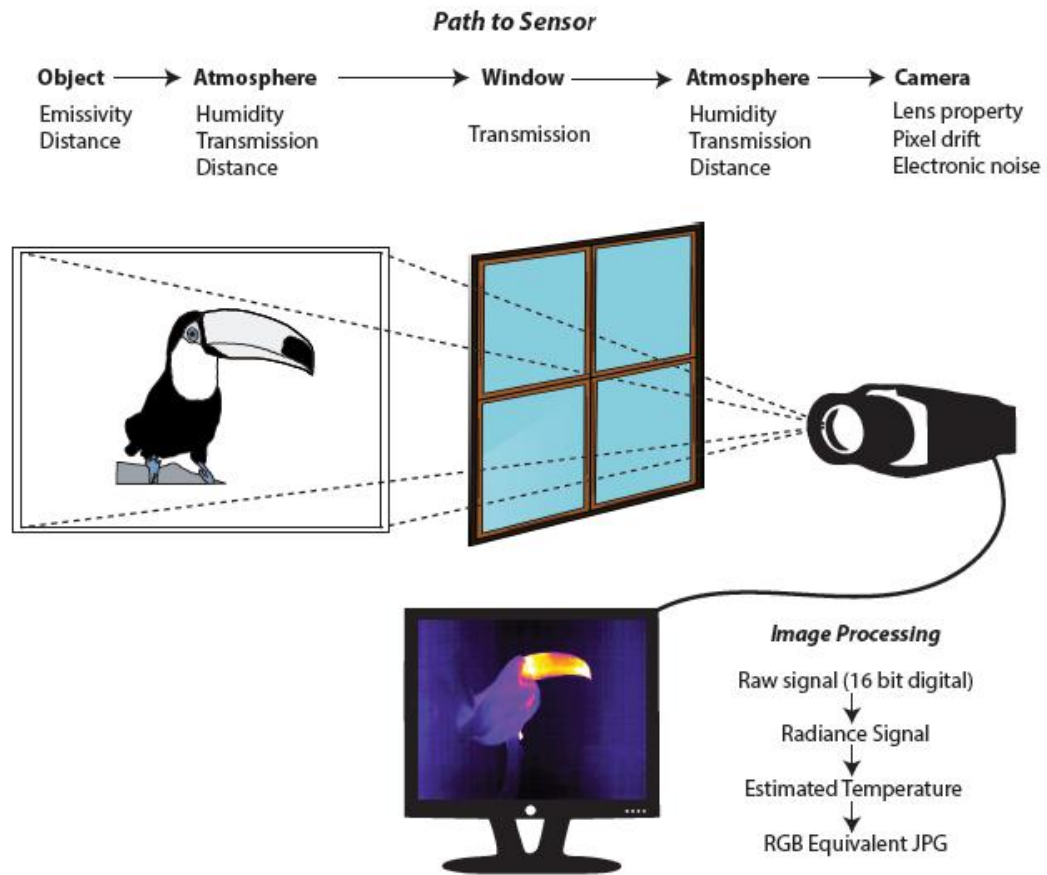 Path to Sensor
Object Atmosphere Window Atmosphere Camera
Emissivity
Distance
Humidity
Transmission
Distance
Transmission
Humidity
Transmission
Distance
Lens property
Pixel drift
Electronic noise
Image Processing
Raw signal (16 bit digital)
Radiance Signal
Estimated Temperature
RGB Equivalent JPG